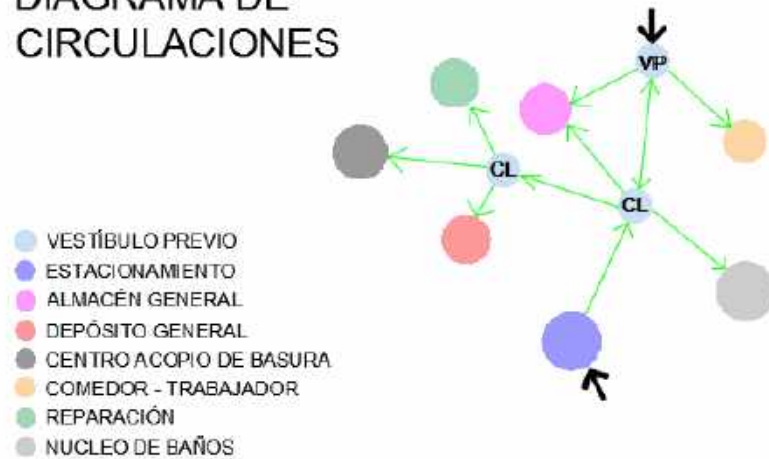 DIAGRAMA DE
CIRCULACIONES
VP
CL
CL
VESTÍBULO PREVIO
ESTACIONAMIENTO
ALMACÉN GENERAL
DEPÓSITO GENERAL
CENTRO ACOPIO DE BASURA
COMEDOR - TRABAJADOR
REPARACIÓN
NUCLEO DE BAÑOS